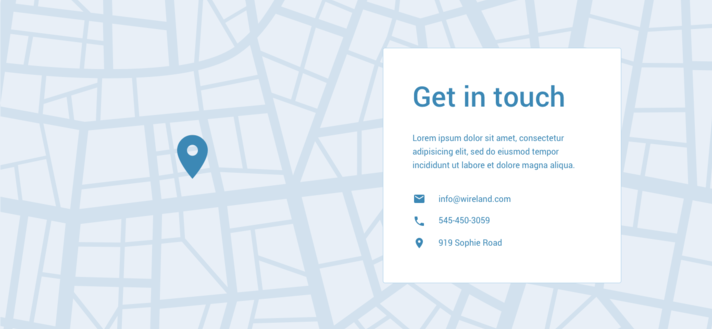 Get in touch
Lorem ipsum dolor sit amet, consectetur
adipisicing elit, sed do eiusmod tempor
incididunt ut labore et dolore magna aliqua.
info@wireland.com
545-450-3059
919 Sophie Road